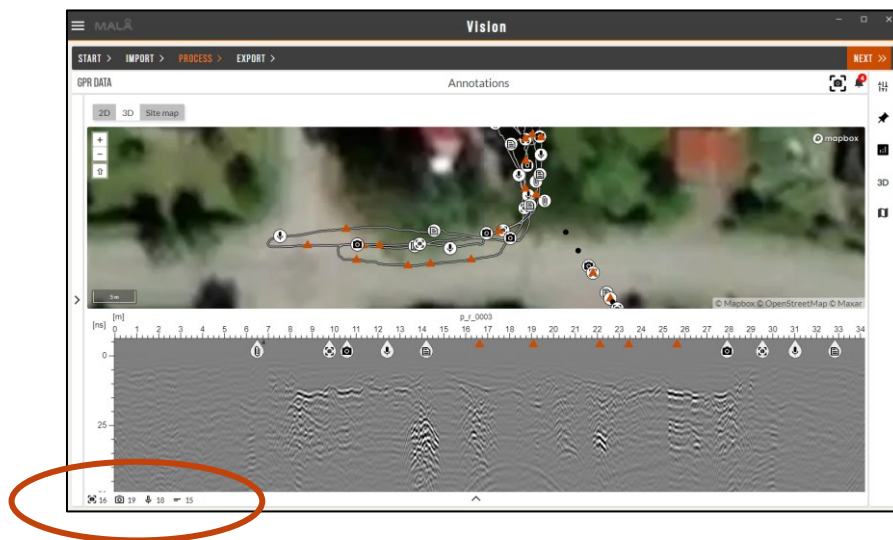 MALÅ
Vision
START > IMPORT > PROCESS > EXPORT >
NEXT >>
GPR DATA
Annotations
4
2D 3D Site map
3D
mapbox
5 m
© Mapbox © OpenStreetMap © Maxar
[m]
p_r_0003
[ns]
0 1 2 3 4 5 6 7 8 9 10 11 12 13 14 15 16 17 18 19 20 21 22 23 24 25 26 27 28 29 30 31 32 33 34
0
25
16 19 18 15